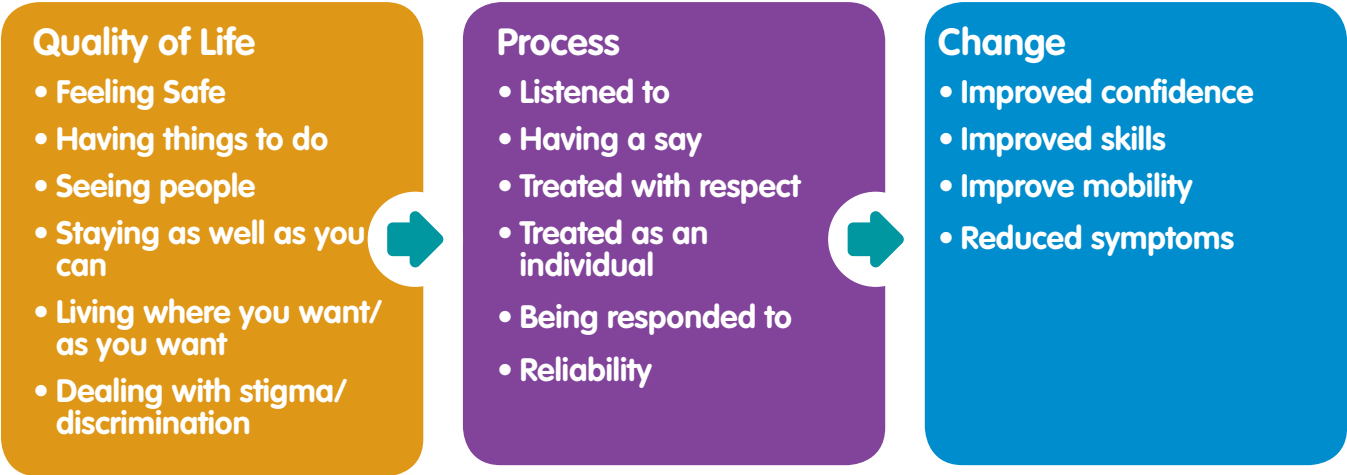 Quality of Life
• Feeling Safe
• Having things to do
• Seeing people
• Staying as well as you
can
• Living where you want/
as you want
• Dealing with stigma/
discrimination
Process
• Listened to
• Having a say
• Treated with respect
• Treated as an
individual
• Being responded to
• Reliability
Change
• Improved confidence
• Improved skills
• Improve mobility
• Reduced symptoms